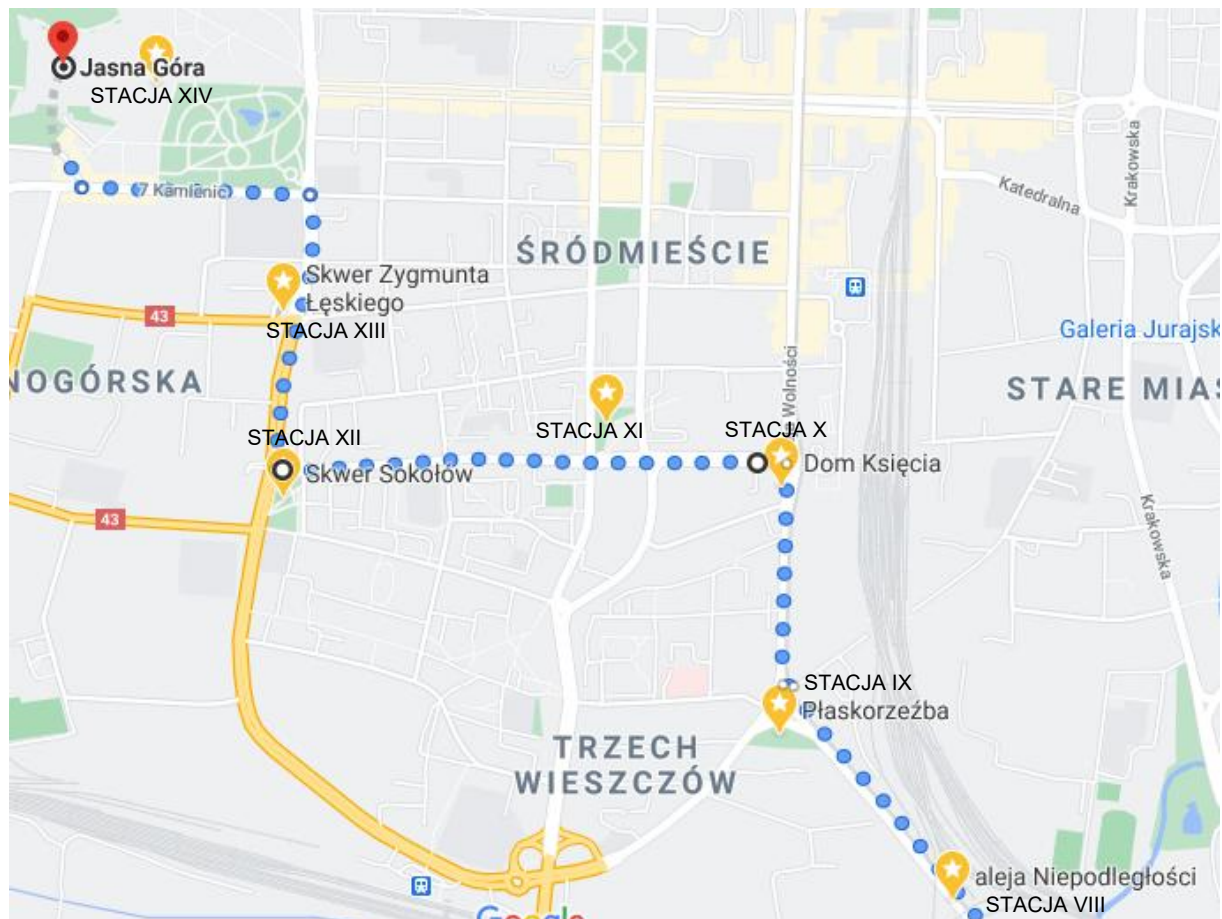 Jasna Góra
STACJA XIV
7 Kamienic
Krakowska
Katedralna
ŚRÓDMIEŚCIE
Skwer Zygmunta
Łęskiego
43
STACJA XIII
Galeria Jurajsk
Wolności
NOGÓRSKA
STARE MIAS
STACJA XII
STACJA XI
STACJA X
Skwer Sokołów
Dom Księcia
43
Krakowska
STACJA IX
Płaskorzeźba
TRZECH
WIESZCZÓW
aleja Niepodległości
STACJA VIII
Google